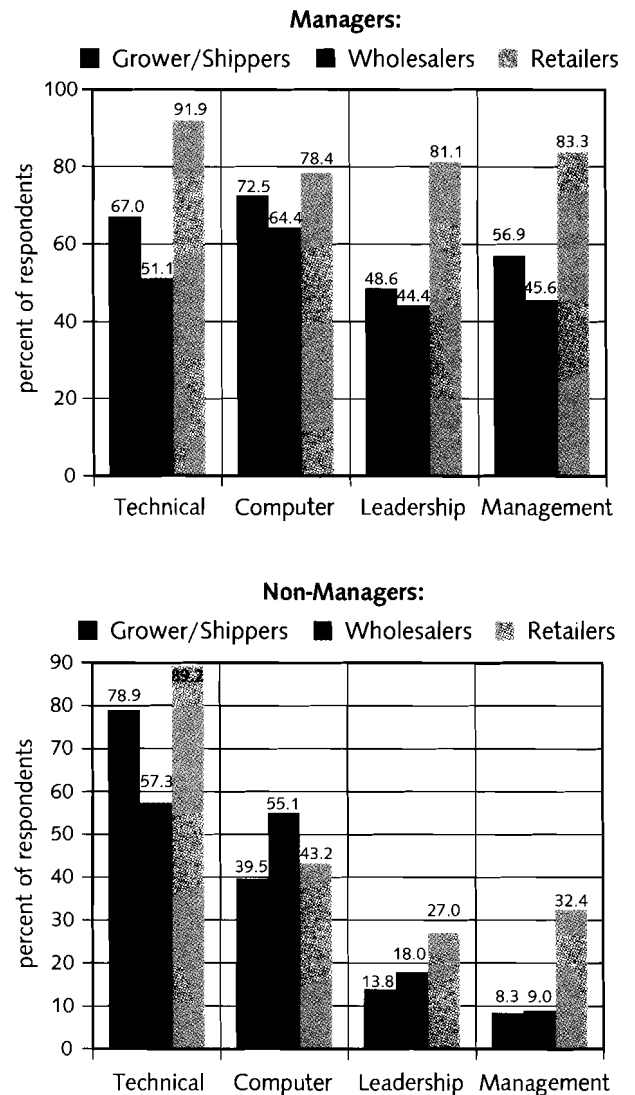 Managers:
Grower/Shippers Wholesalers Retailers
percent of respondents
100
80
60
40
20
0
67.0 51.1 91.9
72.5 64.4 78.4
48.6 44.4 81.1
56.9 45.6 83.3
Technical Computer Leadership Management
Non-Managers:
Grower/Shippers Wholesalers Retailers
percent of respondents
90
80
70
60
50
40
30
20
10
0
78.9 57.3 89.2
39.5 55.1 43.2
13.8 18.0 27.0
8.3 9.0 32.4
Technical Computer Leadership Management